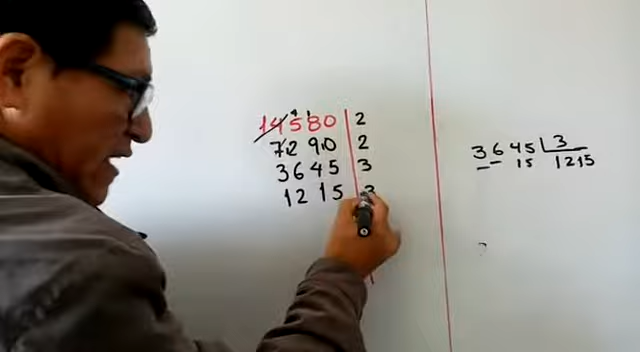 14580 | 2
7290 | 2
3645 | 3
1215 | 3
3645 | 3
15 1215